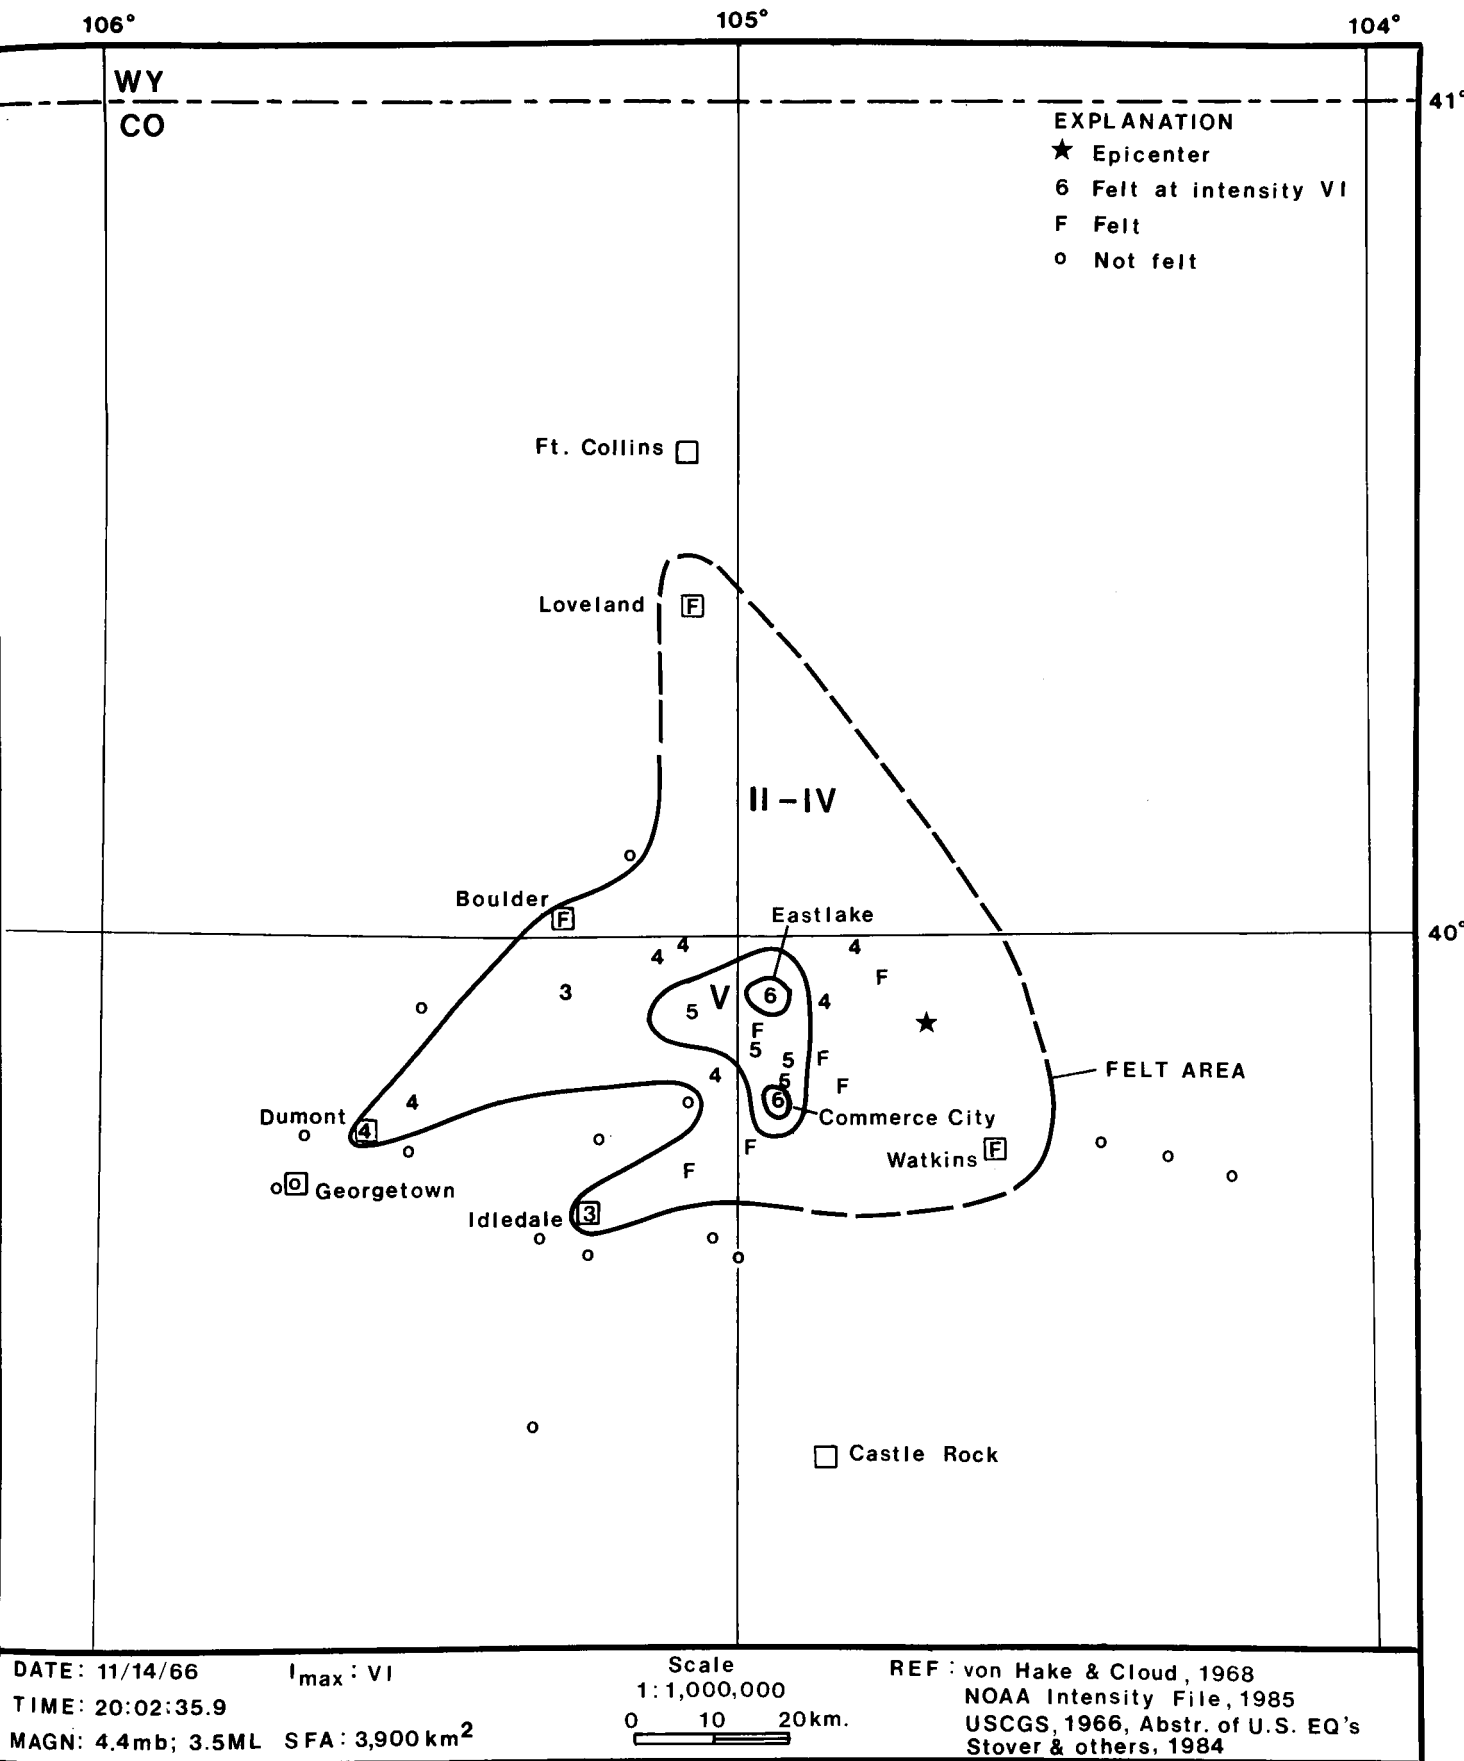 106° 105° 104°
WY
41°
CO
EXPLANATION
★ Epicenter
6 Felt at intensity VI
F Felt
o Not felt
Ft. Collins
Loveland F
II-IV
o
Boulder F
Eastlake
40°
4 4 4
F
3
V 6
o 5 4
F
5 5 F
FELT AREA
4 5 F
4 o 6
Commerce City
Dumont 4
o o o
F
Watkins F
o o o
F
o o Georgetown
Idledale 3
o o o o
o
Castle Rock
DATE: 11/14/66 Imax: VI
TIME: 20:02:35.9
MAGN: 4.4mb; 3.5ML SFA: 3,900 km²
Scale
1:1,000,000
0 10 20km.
REF: von Hake & Cloud, 1968
NOAA Intensity File, 1985
USCGS, 1966, Abstr. of U.S. EQ's
Stover & others, 1984